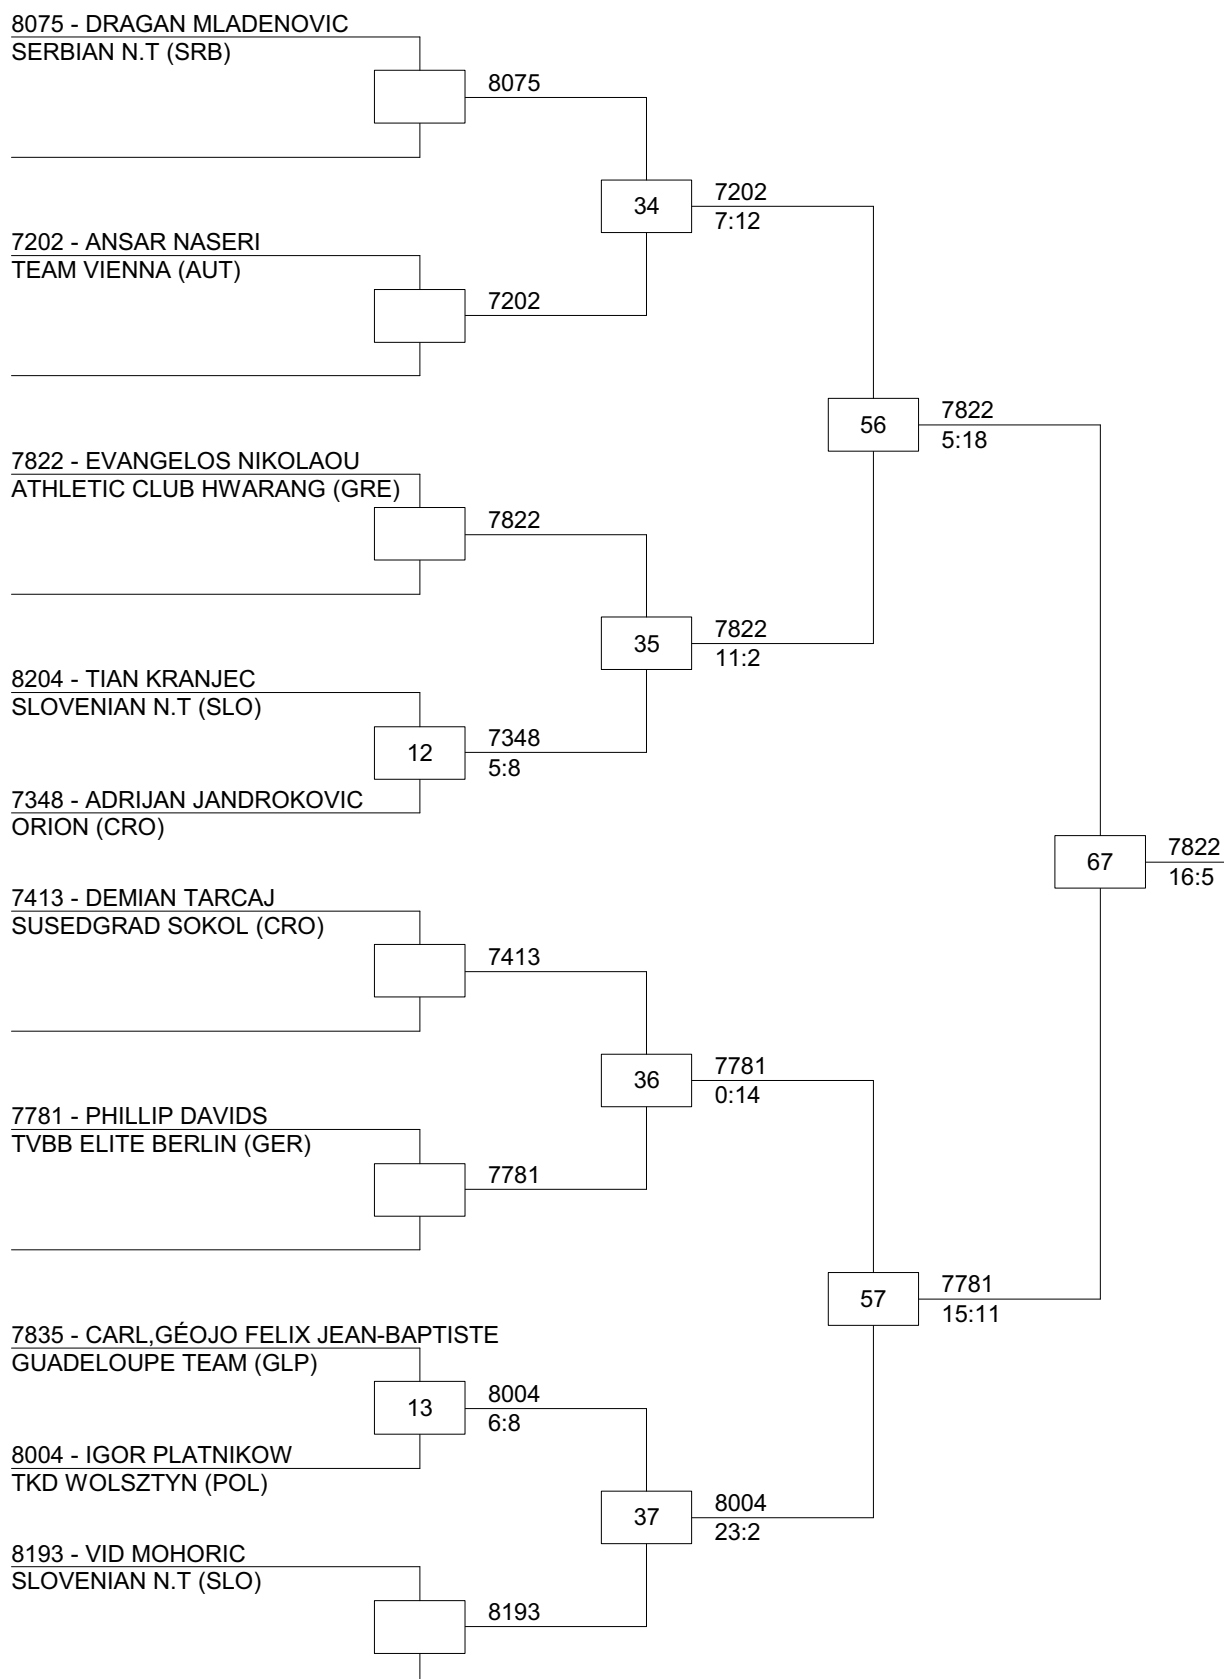 8075 - DRAGAN MLADENOVIC
SERBIAN N.T (SRB)
8075
34
7202
7:12
7202 - ANSAR NASERI
TEAM VIENNA (AUT)
7202
56
7822
5:18
7822 - EVANGELOS NIKOLAOU
ATHLETIC CLUB HWARANG (GRE)
7822
35
7822
11:2
8204 - TIAN KRANJEC
SLOVENIAN N.T (SLO)
12
7348
5:8
7348 - ADRIJAN JANDROKOVIC
ORION (CRO)
67
7822
16:5
7413 - DEMIAN TARCAJ
SUSEDGRAD SOKOL (CRO)
7413
36
7781
0:14
7781 - PHILLIP DAVIDS
TVBB ELITE BERLIN (GER)
7781
57
7781
15:11
7835 - CARL,GÉOJO FELIX JEAN-BAPTISTE
GUADELOUPE TEAM (GLP)
13
8004
6:8
8004 - IGOR PLATNIKOW
TKD WOLSZTYN (POL)
37
8004
23:2
8193 - VID MOHORIC
SLOVENIAN N.T (SLO)
8193